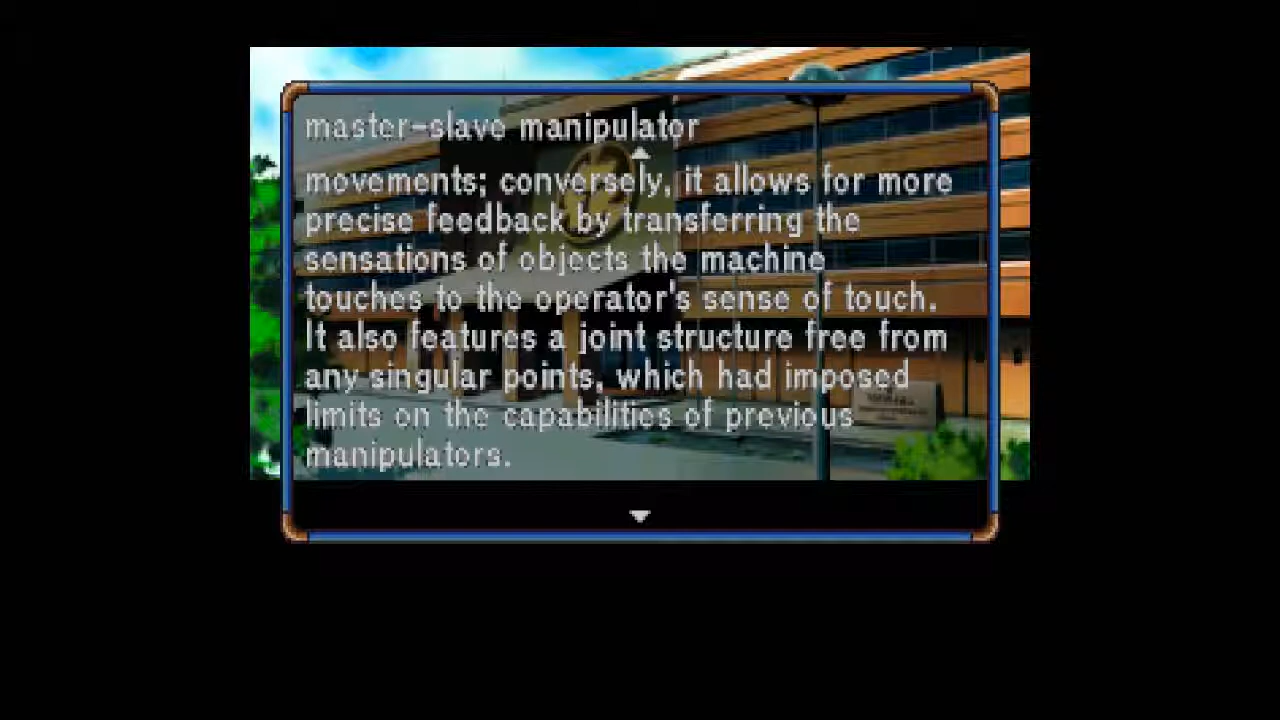 master-slave manipulator
movements; conversely, it allows for more
precise feedback by transferring the
sensations of objects the machine
touches to the operator's sense of touch.
It also features a joint structure free from
any singular points, which had imposed
limits on the capabilities of previous
manipulators.